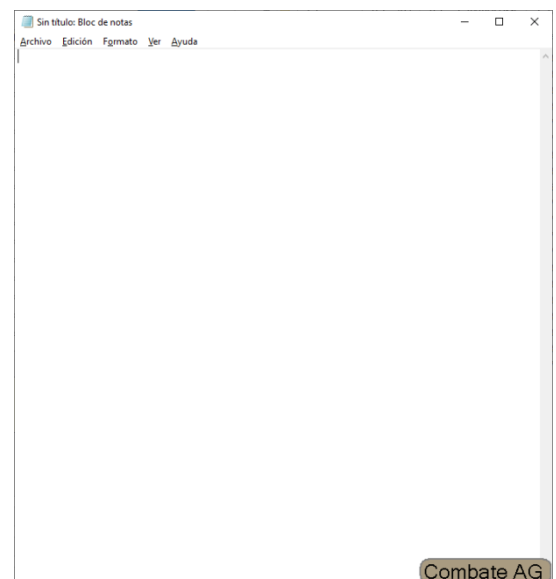 Sin título: Bloc de notas
Archivo Edición Formato Ver Ayuda
Combate AG